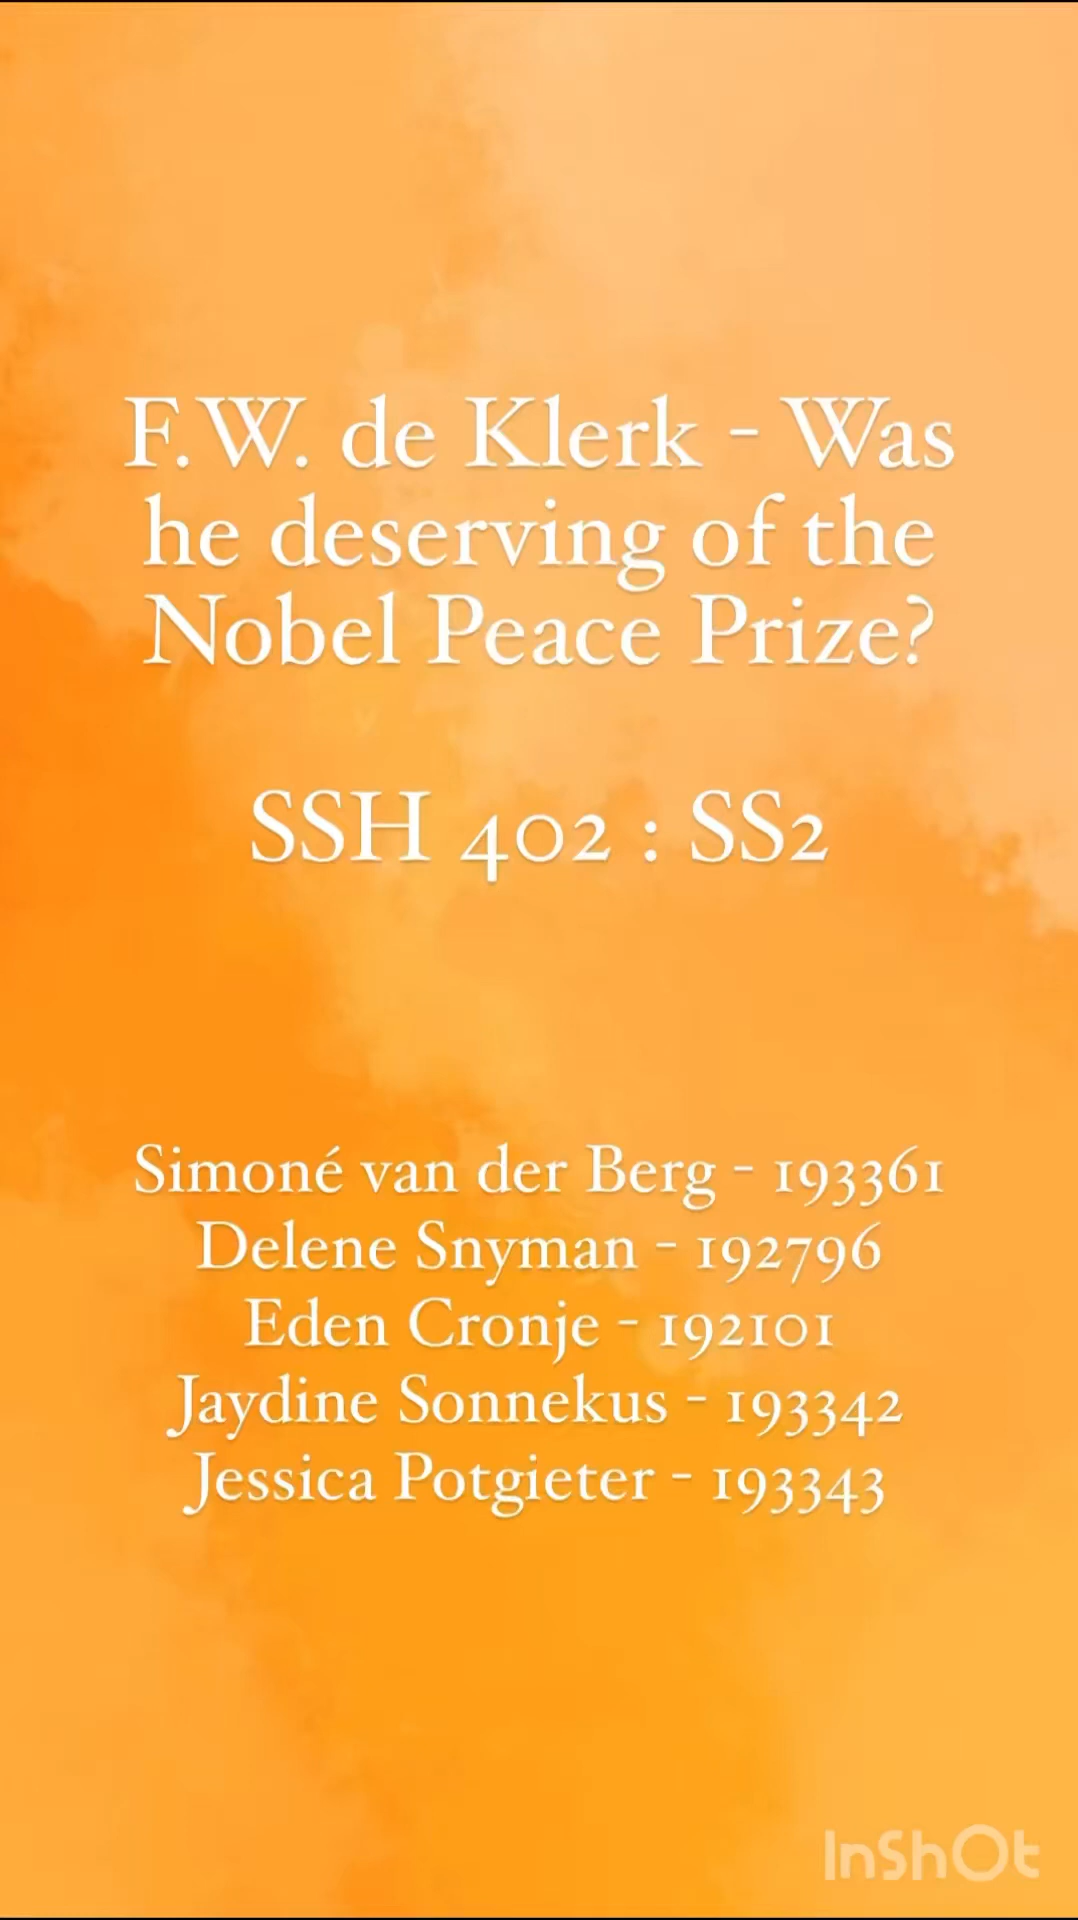 F.W. de Klerk - Was
he deserving of the
Nobel Peace Prize?
SSH 402 : SS2
Simoné van der Berg - 193361
Delene Snyman - 192796
Eden Cronje - 192101
Jaydine Sonnekus - 193342
Jessica Potgieter - 193343
InShOt